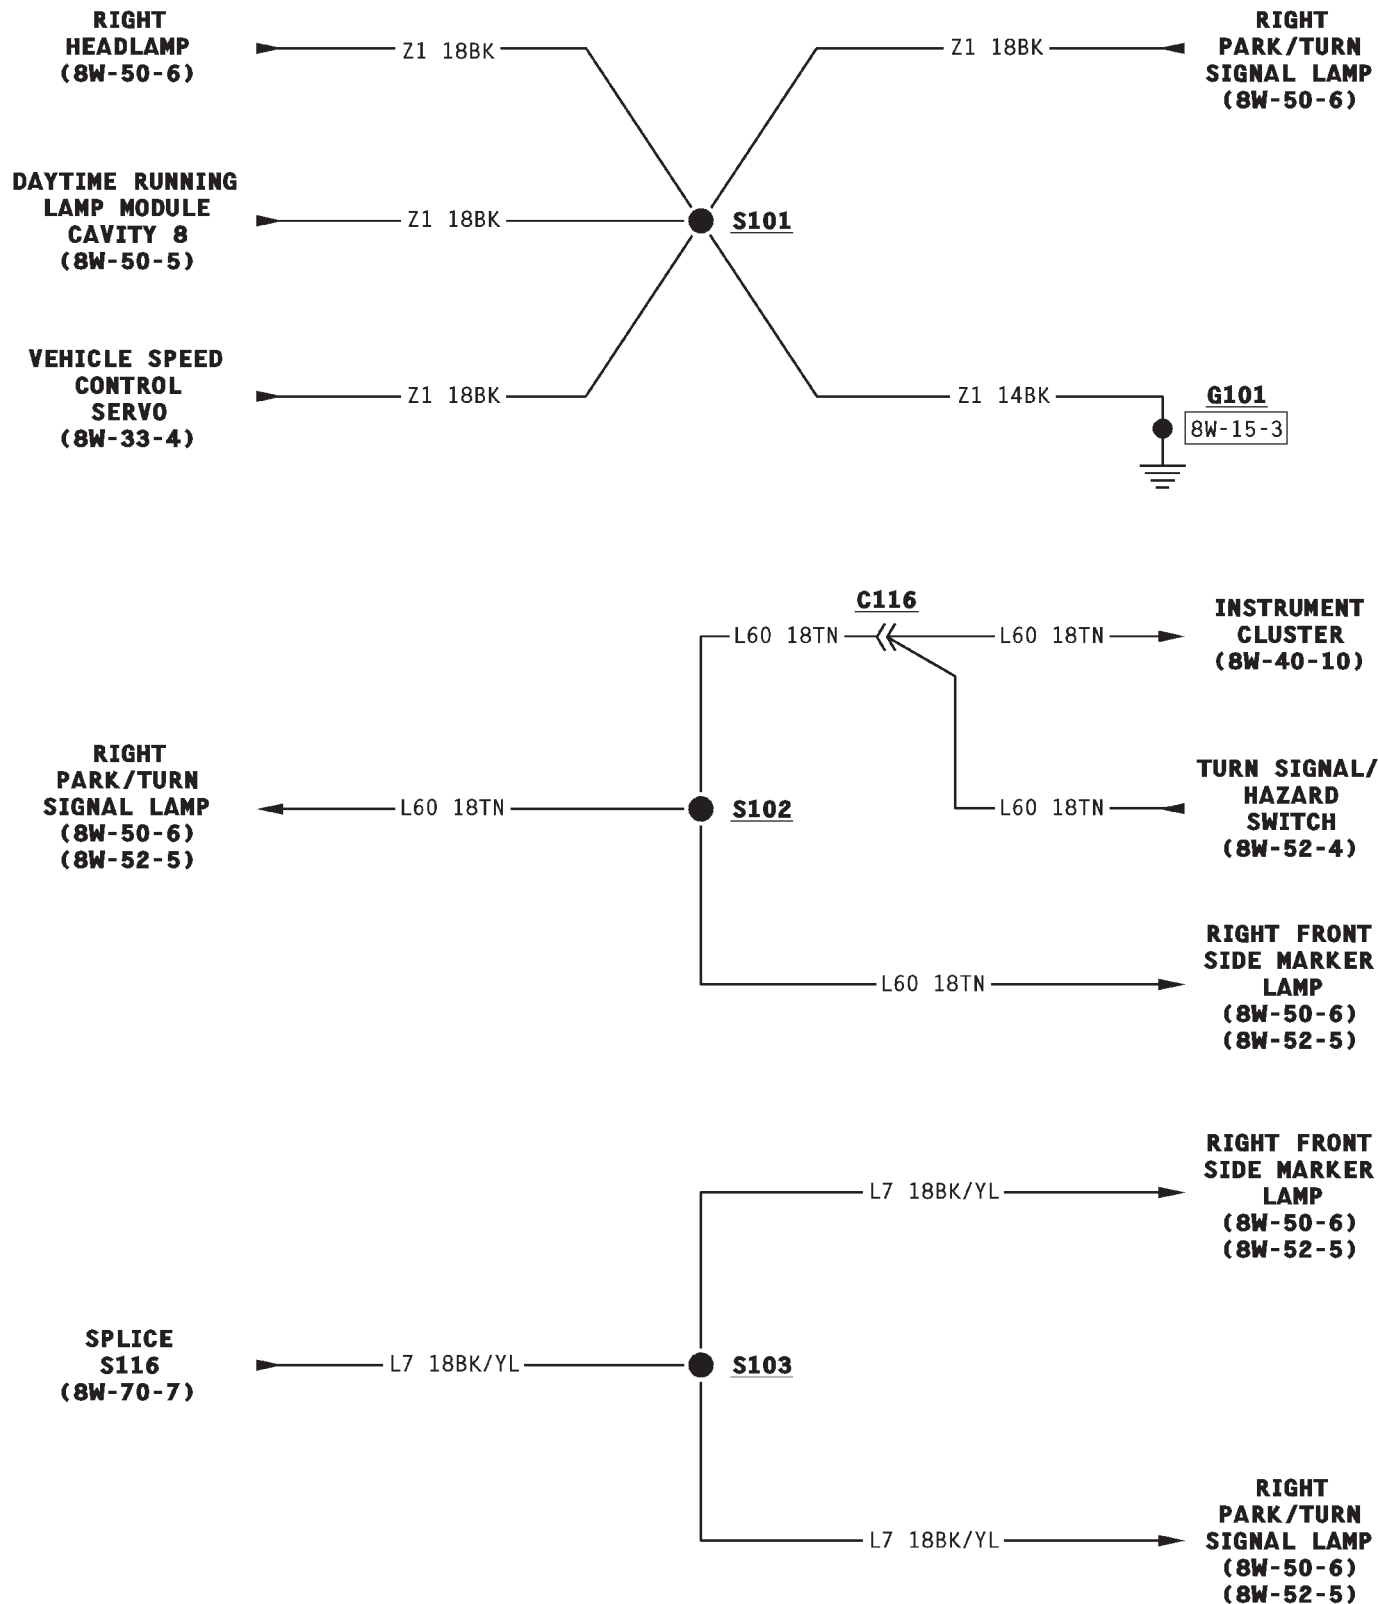 RIGHT
HEADLAMP
(8W-50-6)
Z1 18BK
Z1 18BK
RIGHT
PARK/TURN
SIGNAL LAMP
(8W-50-6)
DAYTIME RUNNING
LAMP MODULE
CAVITY 8
(8W-50-5)
Z1 18BK
S101
VEHICLE SPEED
CONTROL
SERVO
(8W-33-4)
Z1 18BK
Z1 14BK
G101
8W-15-3
C116
L60 18TN
L60 18TN
INSTRUMENT
CLUSTER
(8W-40-10)
RIGHT
PARK/TURN
SIGNAL LAMP
(8W-50-6)
(8W-52-5)
L60 18TN
S102
L60 18TN
TURN SIGNAL/
HAZARD
SWITCH
(8W-52-4)
L60 18TN
RIGHT FRONT
SIDE MARKER
LAMP
(8W-50-6)
(8W-52-5)
L7 18BK/YL
RIGHT FRONT
SIDE MARKER
LAMP
(8W-50-6)
(8W-52-5)
SPLICE
S116
(8W-70-7)
L7 18BK/YL
S103
L7 18BK/YL
RIGHT
PARK/TURN
SIGNAL LAMP
(8W-50-6)
(8W-52-5)